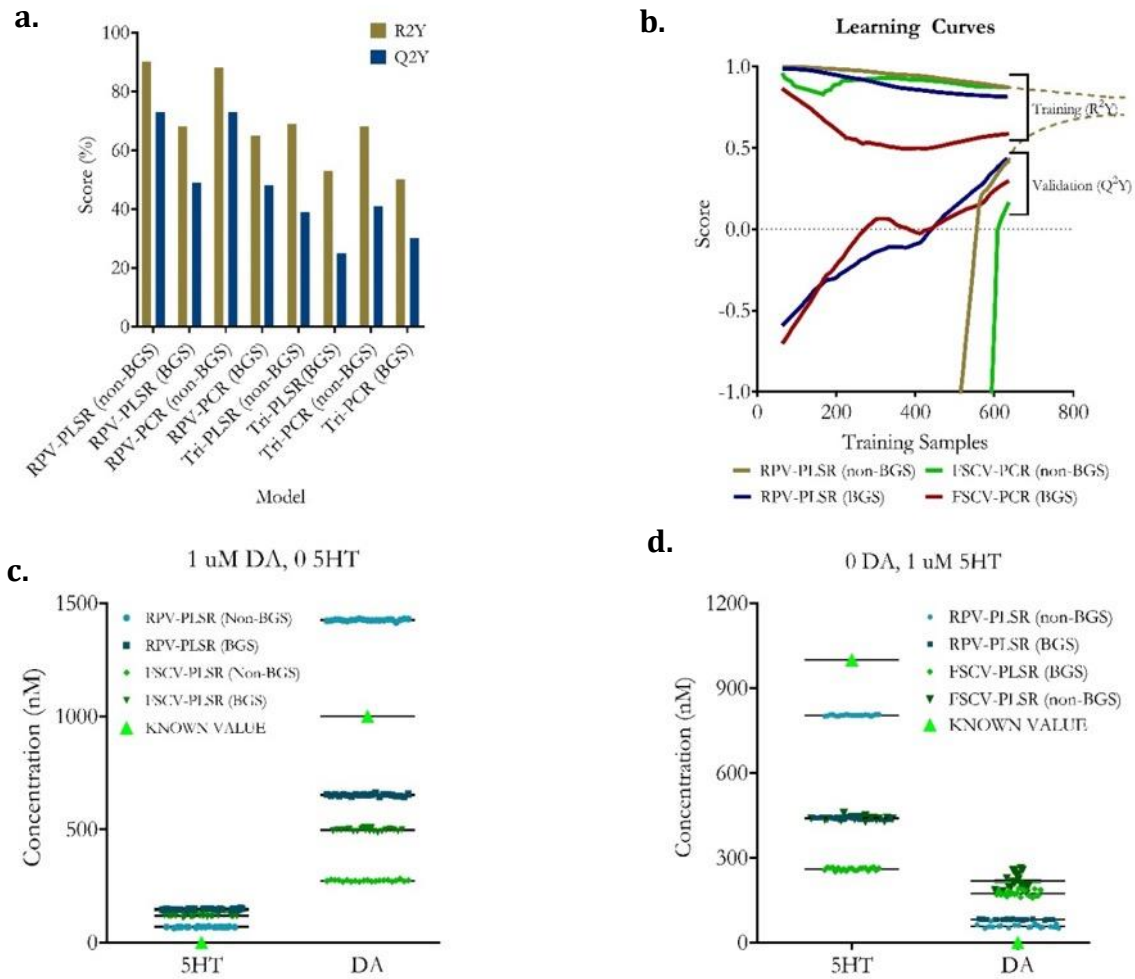 a.
R2Y
Q2Y
100
80
60
40
20
0
Score (%)
RPV-PLSR (non-BGS)
RPV-PLSR (BGS)
RPV-PCR (non-BGS)
RPV-PCR (BGS)
Tri-PLSR (non-BGS)
Tri-PLSR(BGS)
Tri-PCR (non-BGS)
Tri-PCR (BGS)
Model
b.
Learning Curves
1.0
0.5
0.0
-0.5
-1.0
Score
Training (R²Y)
Validation (Q²Y)
0
200
400
600
800
Training Samples
RPV-PLSR (non-BGS)
FSCV-PCR (non-BGS)
RPV-PLSR (BGS)
FSCV-PCR (BGS)
c.
1 uM DA, 0 5HT
1500
1000
500
0
Concentration (nM)
RPV-PLSR (Non-BGS)
RPV-PLSR (BGS)
FSCV-PLSR (Non-BGS)
FSCV-PLSR (BGS)
KNOWN VALUE
5HT
DA
d.
0 DA, 1 uM 5HT
1200
900
600
300
0
Concentration (nM)
RPV-PLSR (non-BGS)
RPV-PLSR (BGS)
FSCV-PLSR (BGS)
FSCV-PLSR (non-BGS)
KNOWN VALUE
5HT
DA